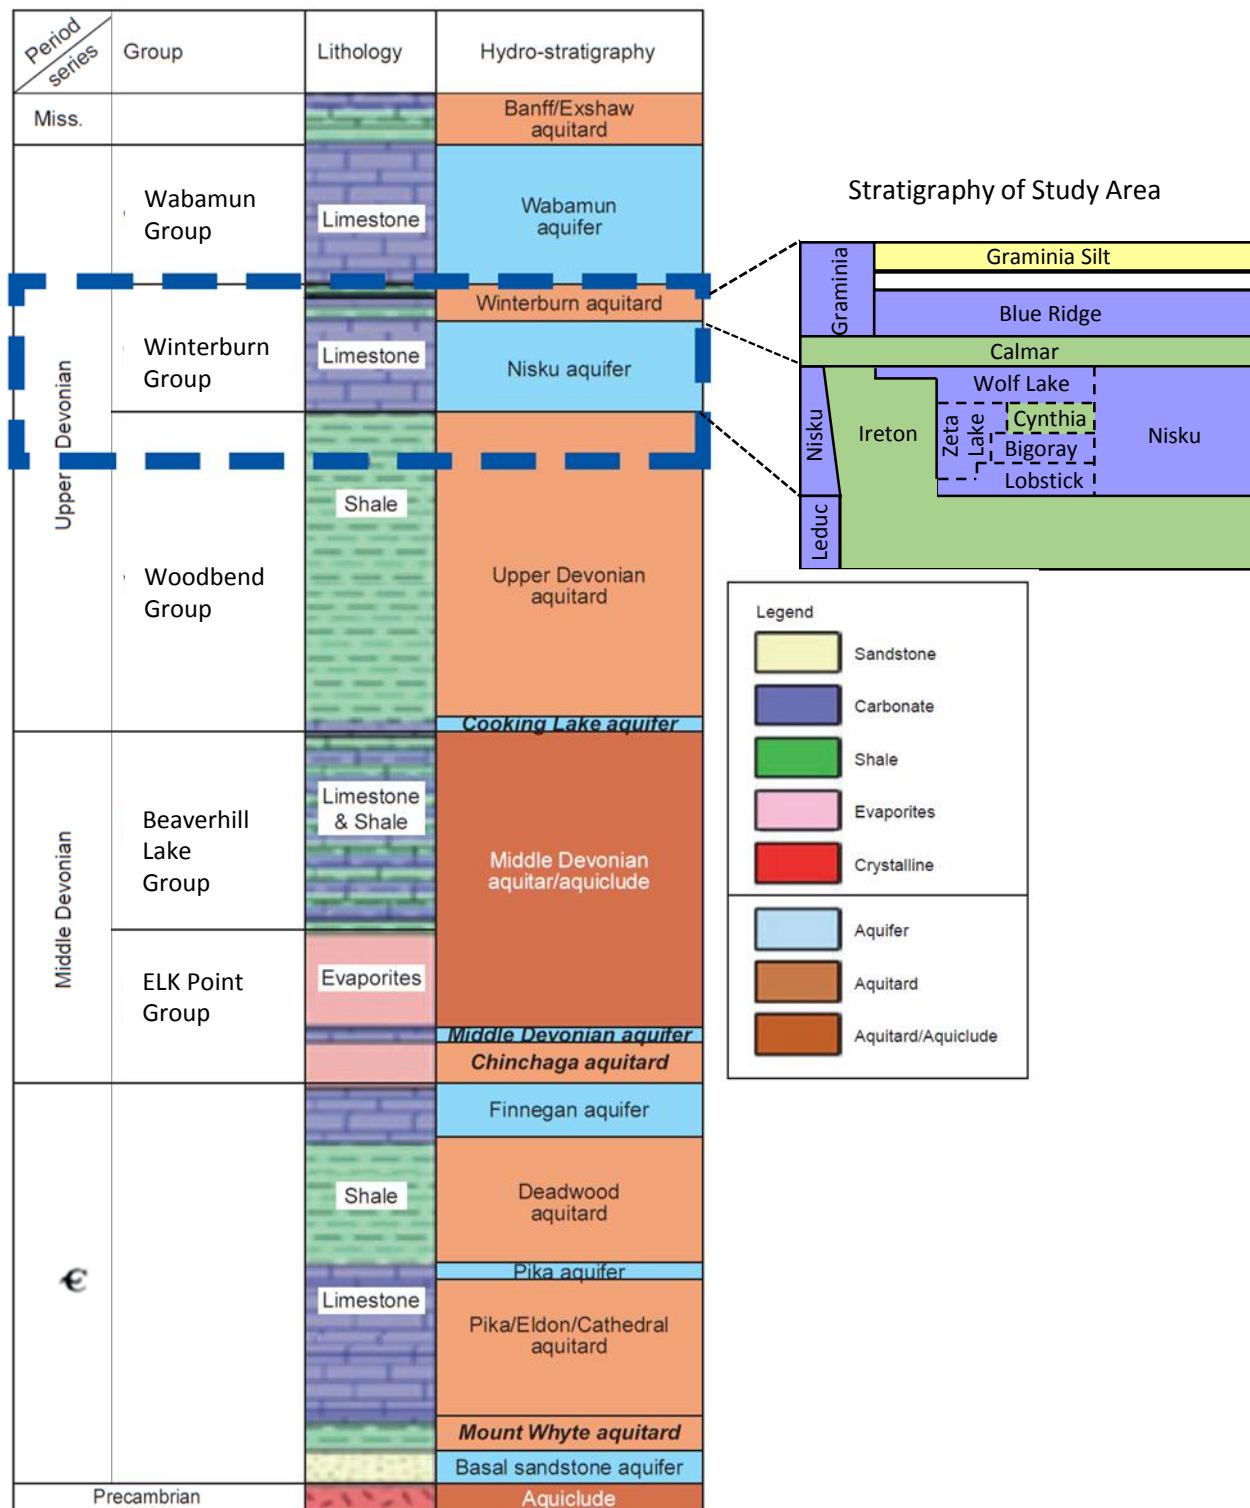 Period
series
Group
Lithology
Hydro-stratigraphy
Miss.
Banff/Exshaw
aquitard
Wabamun
Group
Limestone
Wabamun
aquifer
Upper Devonian
Winterburn aquitard
Winterburn
Group
Limestone
Nisku aquifer
Woodbend
Group
Shale
Upper Devonian
aquitard
Cooking Lake aquifer
Middle Devonian
Beaverhill
Lake
Group
Limestone
& Shale
Middle Devonian
aquitar/aquiclude
ELK Point
Group
Evaporites
Middle Devonian aquifer
Chinchaga aquitard
Є
Finnegan aquifer
Shale
Deadwood
aquitard
Pika aquifer
Limestone
Pika/Eldon/Cathedral
aquitard
Mount Whyte aquitard
Basal sandstone aquifer
Precambrian
Aquiclude
Stratigraphy of Study Area
Graminia
Graminia Silt
Blue Ridge
Calmar
Nisku
Ireton
Wolf Lake
Zeta
Lake
Cynthia
Bigoray
Lobstick
Nisku
Leduc
Legend
Sandstone
Carbonate
Shale
Evaporites
Crystalline
Aquifer
Aquitard
Aquitard/Aquiclude